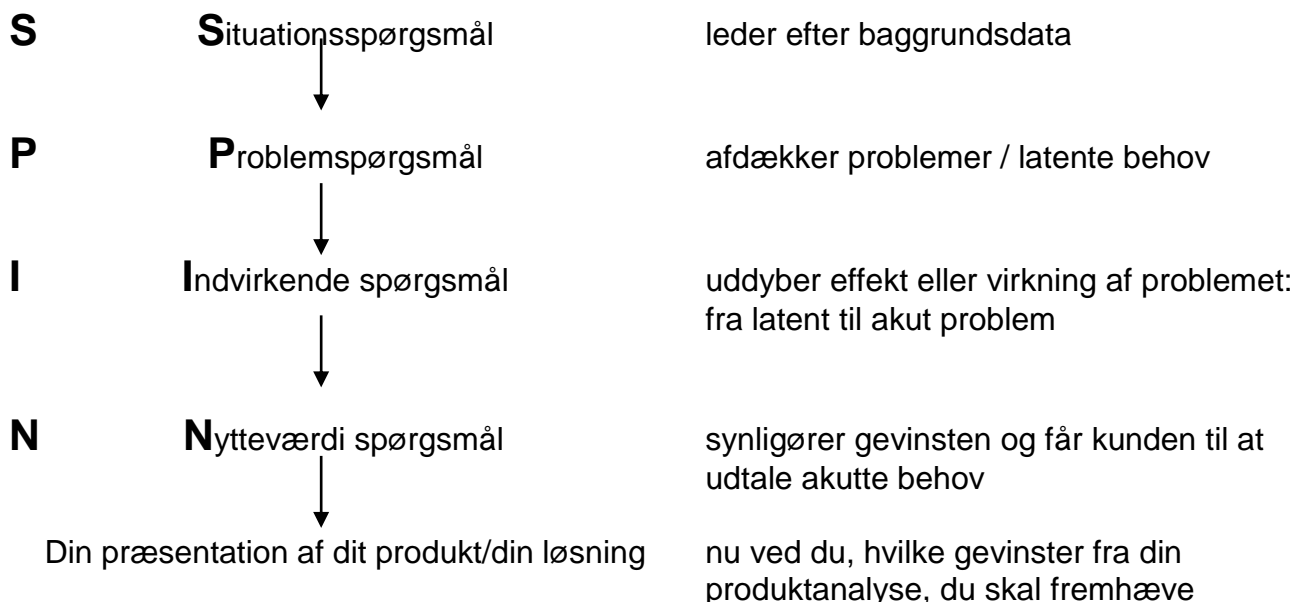 S Situationsspørgsmål leder efter baggrundsdata
P Problemspørgsmål afdækker problemer / latente behov
I Indvirkende spørgsmål uddyber effekt eller virkning af problemet:
fra latent til akut problem
N Nytteværdi spørgsmål synligører gevinsten og får kunden til at
udtale akutte behov
Din præsentation af dit produkt/din løsning nu ved du, hvilke gevinster fra din
produktanalyse, du skal fremhæve